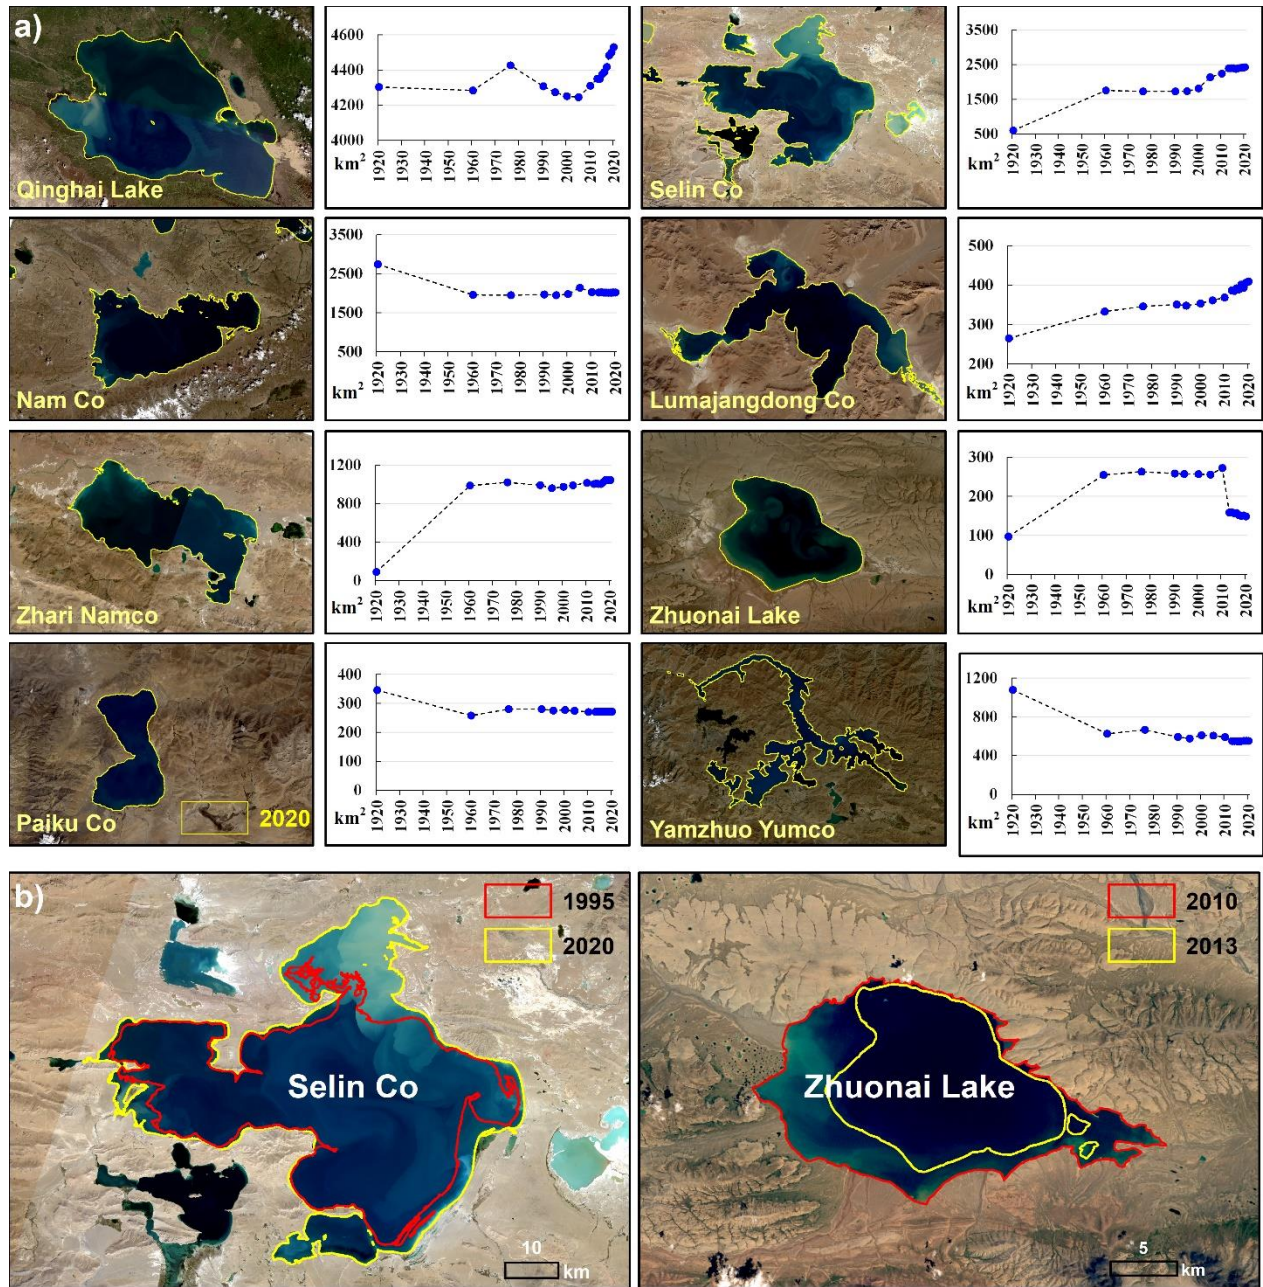 a)
Qinghai Lake
4600
4400
4200
4000
km²
1920 1930 1940 1950 1960 1970 1980 1990 2000 2010 2020
Selin Co
3500
2500
1500
500
km²
1920 1930 1940 1950 1960 1970 1980 1990 2000 2010 2020
Nam Co
3500
2500
1500
500
km²
1920 1930 1940 1950 1960 1970 1980 1990 2000 2010 2020
Lumajangdong Co
500
400
300
200
km²
1920 1930 1940 1950 1960 1970 1980 1990 2000 2010 2020
Zhari Namco
1200
800
400
0
km²
1920 1930 1940 1950 1960 1970 1980 1990 2000 2010 2020
Zhuonai Lake
300
200
100
0
km²
1920 1930 1940 1950 1960 1970 1980 1990 2000 2010 2020
Paiku Co
2020
400
300
200
100
0
km²
1920 1930 1940 1950 1960 1970 1980 1990 2000 2010 2020
Yamzhuo Yumco
1200
800
400
0
km²
1920 1930 1940 1950 1960 1970 1980 1990 2000 2010 2020
b)
1995
2020
Selin Co
10
km
2010
2013
Zhuonai Lake
5
km